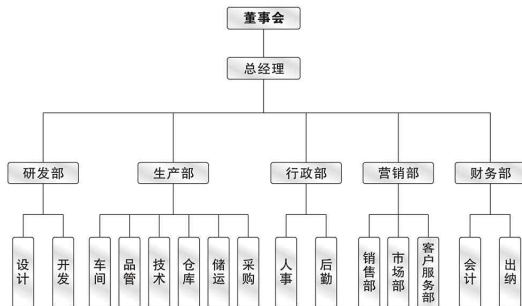 董事会
总经理
研发部
生产部
行政部
营销部
财务部
设计
开发
车间
品管
技术
仓库
储运
采购
人事
后勤
销售部
市场部
客户服务部
会计
出纳